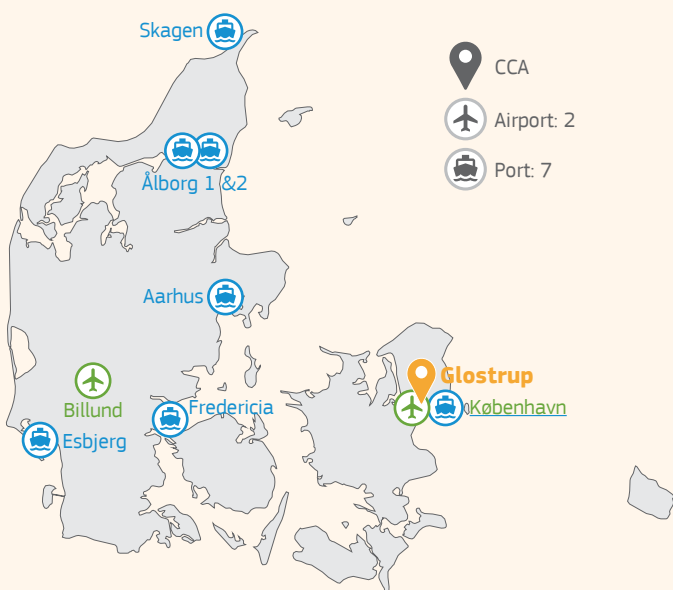 Skagen
CCA
Airport: 2
Port: 7
Ålborg 1 &2
Aarhus
Billund
Fredericia
Esbjerg
Glostrup
København